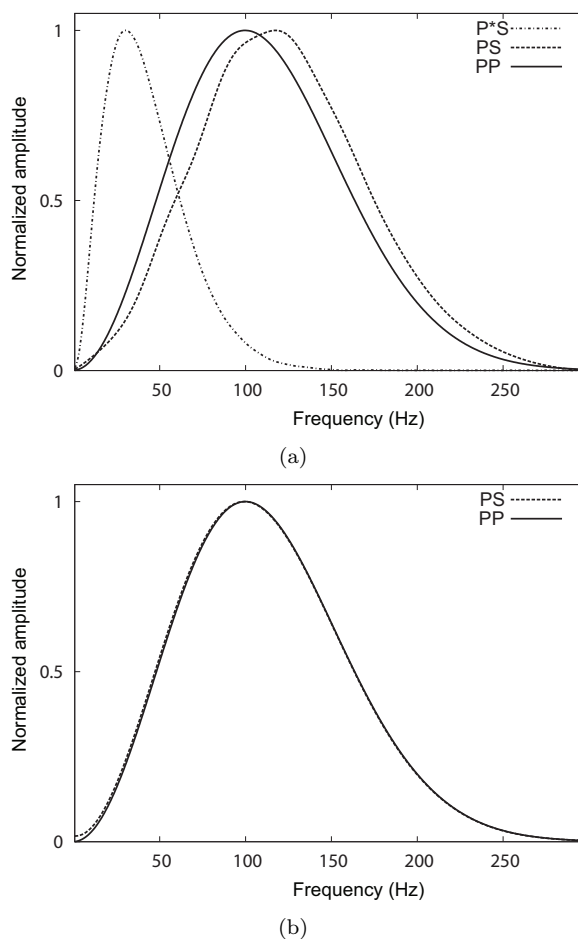 P*S
PS
PP
Normalized amplitude
1
0.5
0
50 100 150 200 250
Frequency (Hz)
(a)
PS
PP
Normalized amplitude
1
0.5
0
50 100 150 200 250
Frequency (Hz)
(b)